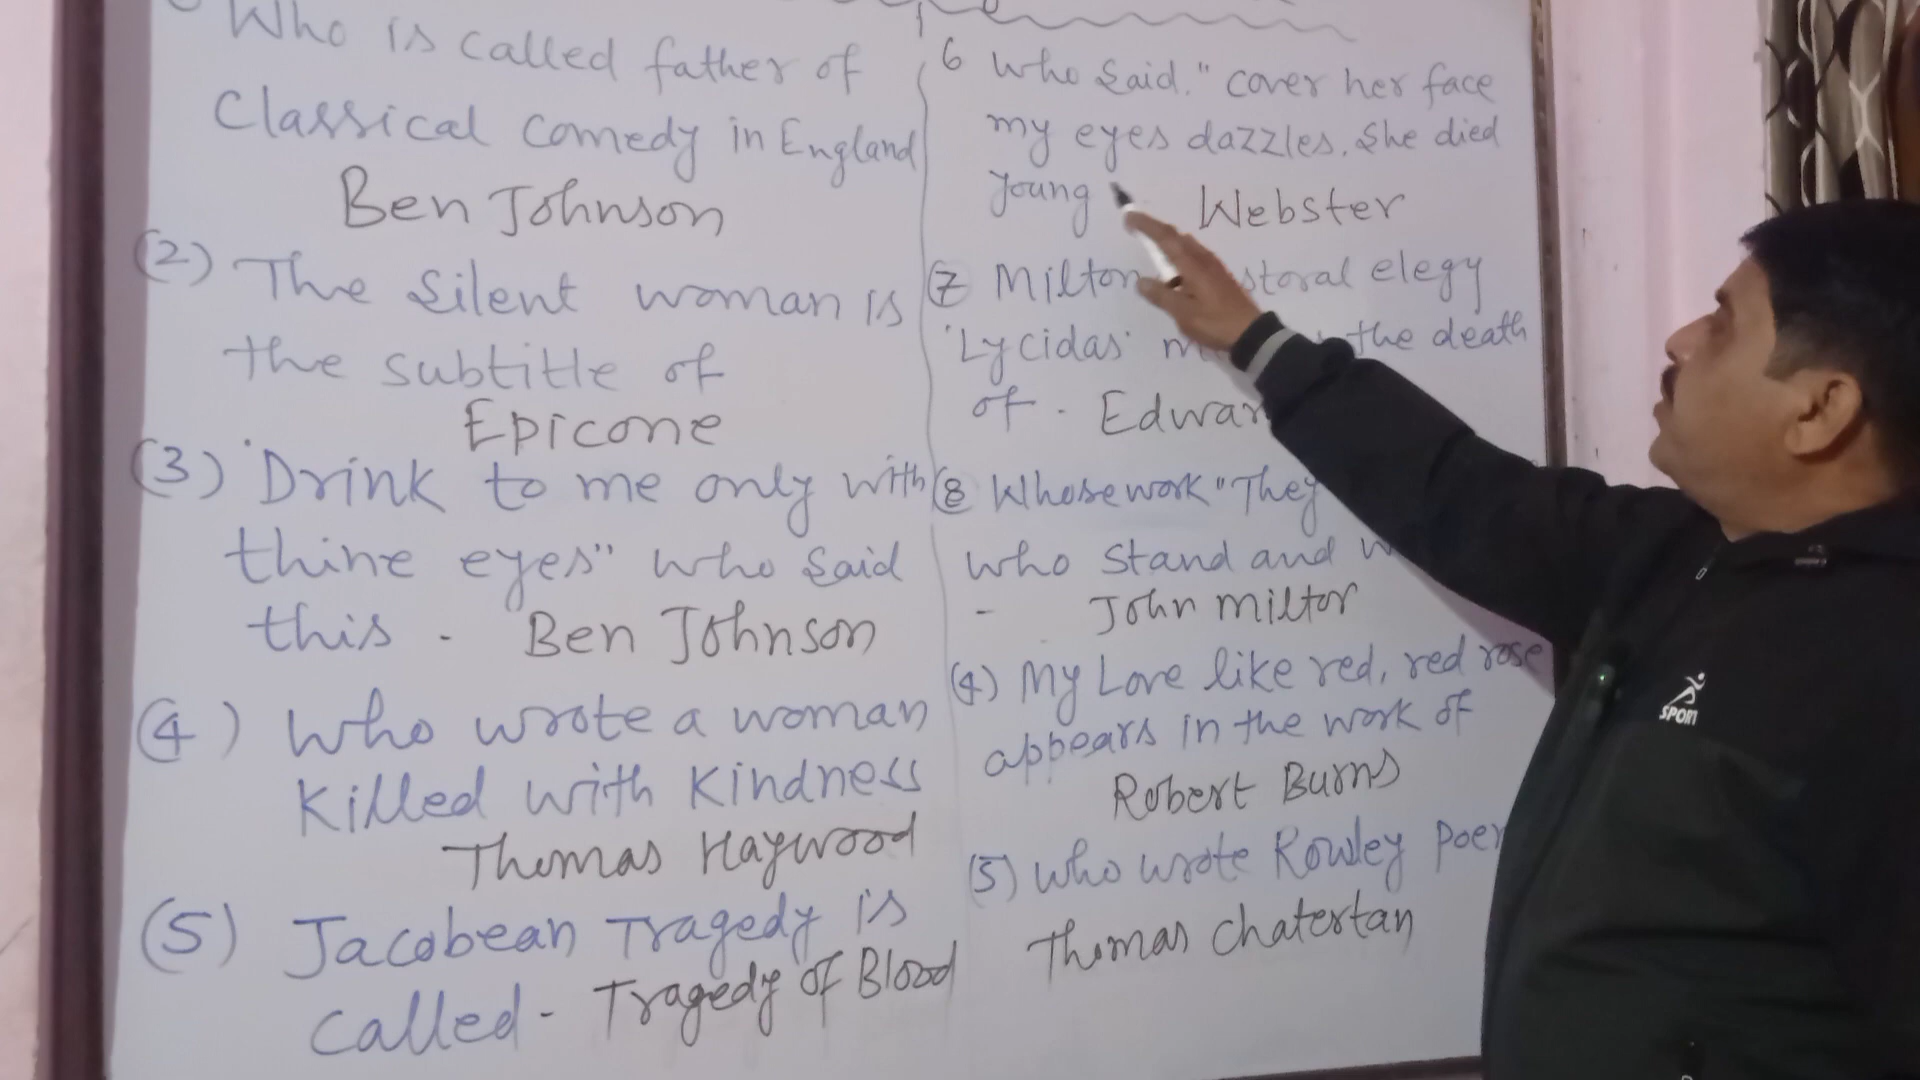 Who is called father of
Classical comedy in England
Ben Johnson
(2) The Silent woman is
the subtitle of
Epicone
(3) "Drink to me only with
thine eyes" who said
this - Ben Johnson
(4) Who wrote a woman
killed with kindness
Thomas Haywood
(5) Jacobean Tragedy is
called - Tragedy of Blood
6 Who said." cover her face
my eyes dazzles. She died
young Webster
7 Milton elegy
'Lycidas' the death
of -
8 Whose work "They
who stand and
- John Milton
(4) My Love like red, red rose
appears in the work of
Robert Burns
(5) who wrote Rowley
Thomas Chatertan
SPORT